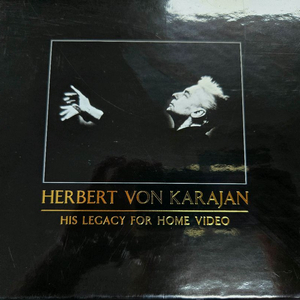 HERBERT VON KARAJAN
HIS LEGACY FOR HOME VIDEO